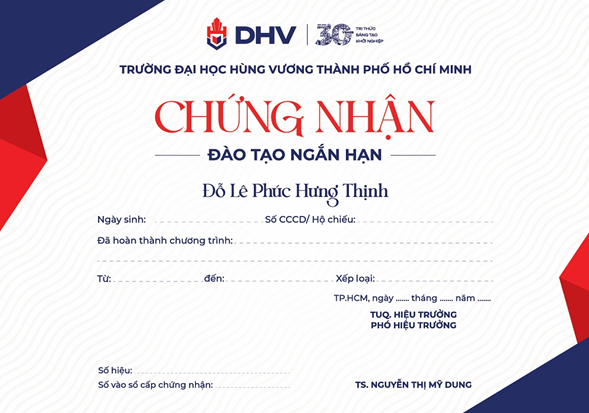 DHV
30 TRI THỨC
SÁNG TẠO
KHỞI NGHIỆP
TRƯỜNG ĐẠI HỌC HÙNG VƯƠNG THÀNH PHỐ HỒ CHÍ MINH
CHỨNG NHẬN
ĐÀO TẠO NGẮN HẠN
Đỗ Lê Phúc Hưng Thịnh
Ngày sinh: Số CCCD/ Hộ chiếu:
Đã hoàn thành chương trình:
Từ: đến: Xếp loại:
TP.HCM, ngày ....... tháng ....... năm .......
TUQ. HIỆU TRƯỞNG
PHÓ HIỆU TRƯỞNG
Số hiệu:
Số vào sổ cấp chứng nhận:
TS. NGUYỄN THỊ MỸ DUNG